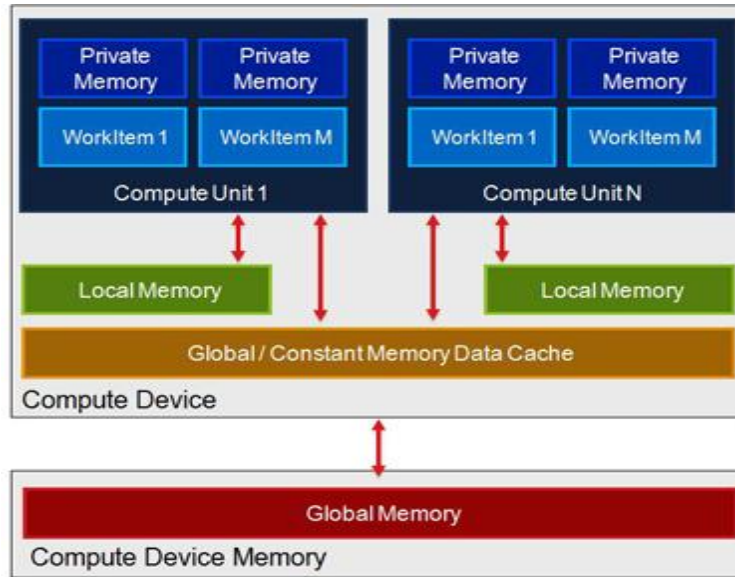 Private Memory
Private Memory
Private Memory
Private Memory
WorkItem 1
WorkItem M
WorkItem 1
WorkItem M
Compute Unit 1
Compute Unit N
Local Memory
Local Memory
Global / Constant Memory Data Cache
Compute Device
Global Memory
Compute Device Memory